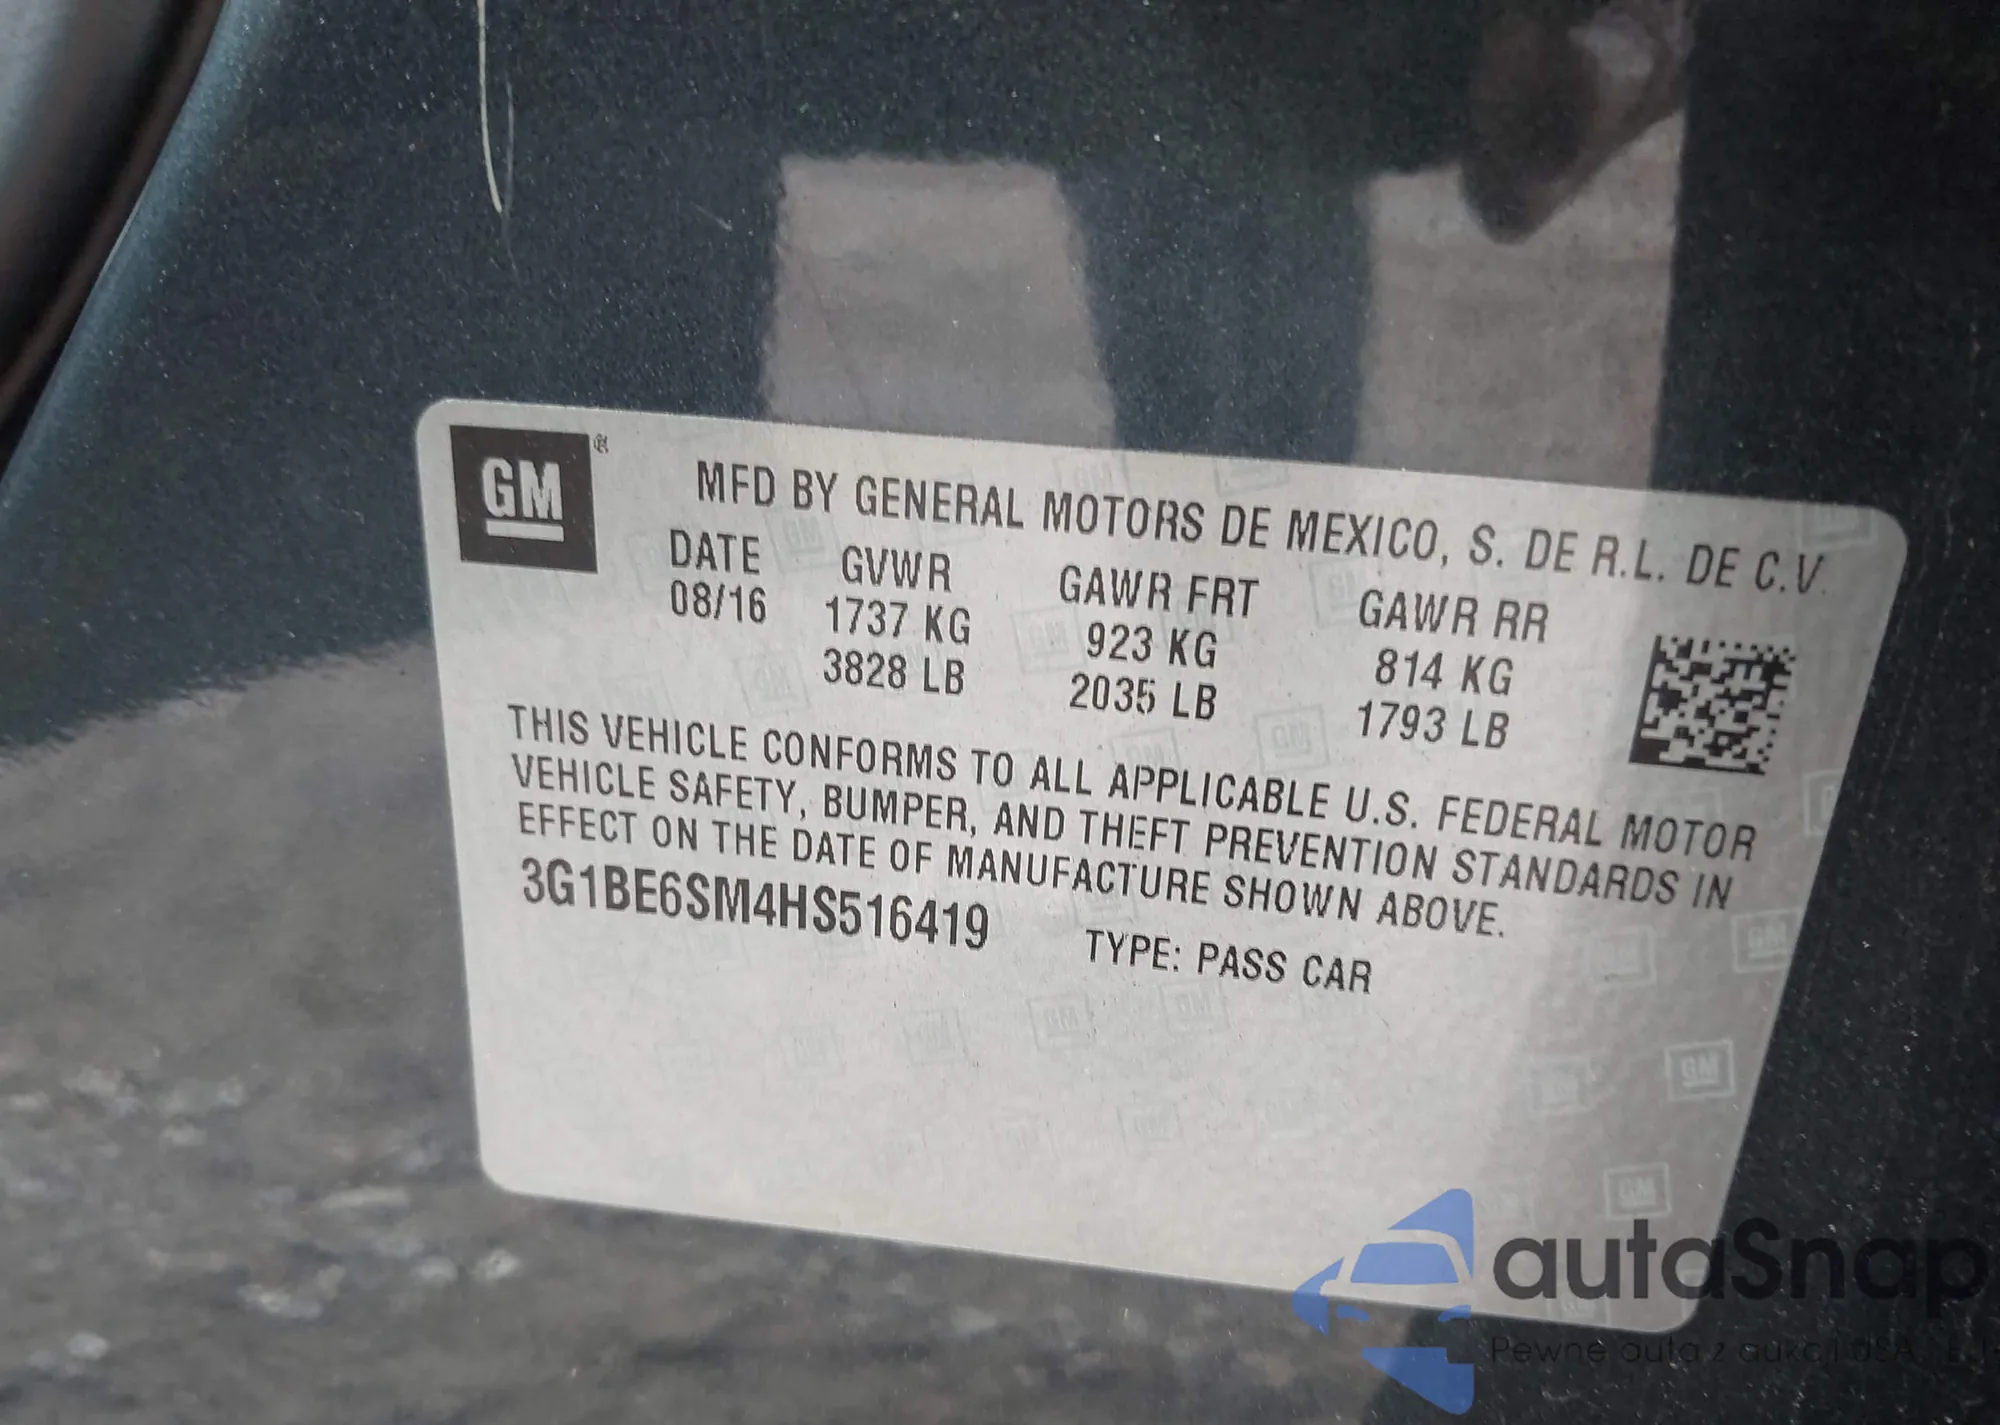 GM
MFD BY GENERAL MOTORS DE MEXICO, S. DE R.L. DE C.V.
DATE GVWR GAWR FRT GAWR RR
08/16 1737 KG 923 KG 814 KG
3828 LB 2035 LB 1793 LB
THIS VEHICLE CONFORMS TO ALL APPLICABLE U.S. FEDERAL MOTOR
VEHICLE SAFETY, BUMPER, AND THEFT PREVENTION STANDARDS IN
EFFECT ON THE DATE OF MANUFACTURE SHOWN ABOVE.
3G1BE6SM4HS516419 TYPE: PASS CAR
autaSnap
Pewne auta z aukcji